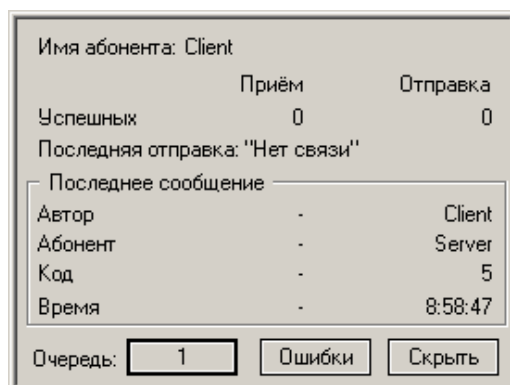 Имя абонента: Client
Приём Отправка
Успешных 0 0
Последняя отправка: "Нет связи"
Последнее сообщение
Автор - Client
Абонент - Server
Код - 5
Время - 8:58:47
Очередь: 1 Ошибки Скрыть